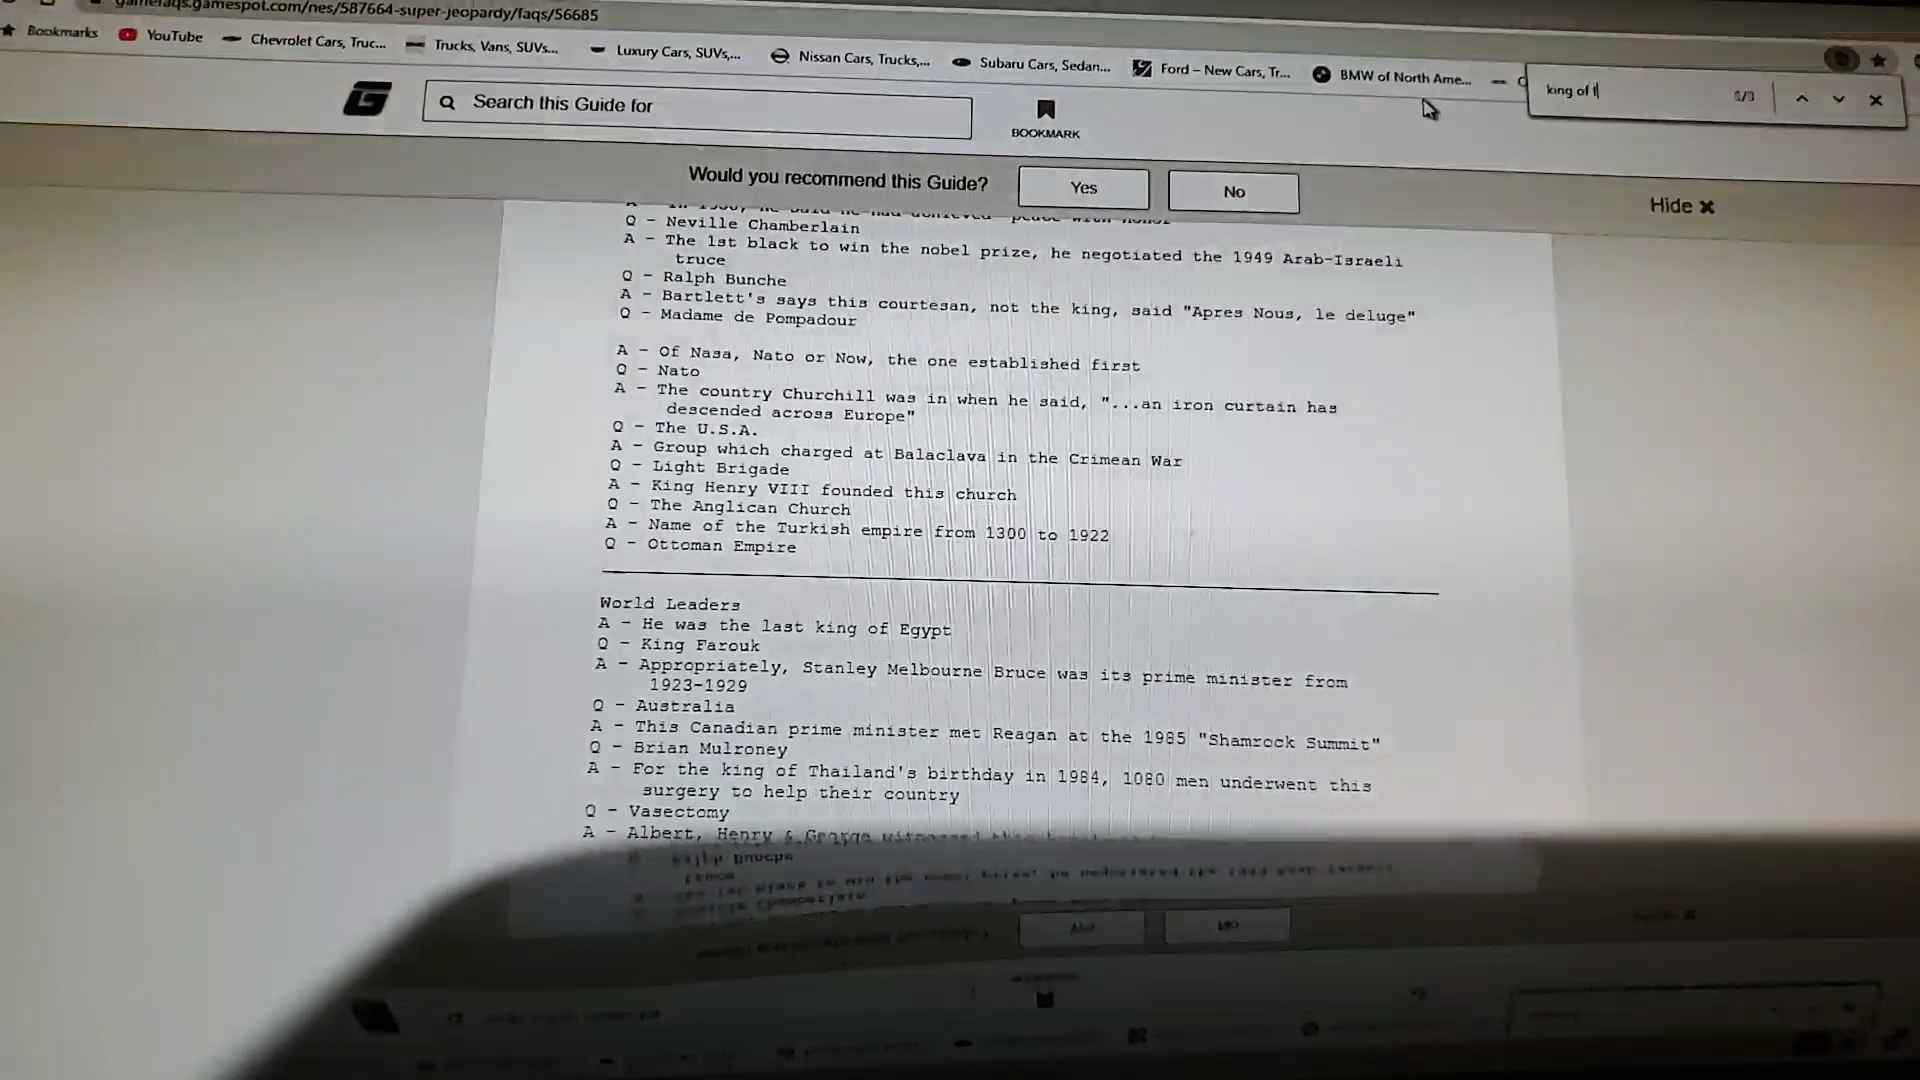 gamefaqs.gamespot.com/nes/587664-super-jeopardy/faqs/56685
Bookmarks YouTube Chevrolet Cars, Truc... Trucks, Vans, SUVs... Luxury Cars, SUVs,... Nissan Cars, Trucks,... Subaru Cars, Sedan... Ford – New Cars, Tr... BMW of North Ame...
king of t
Search this Guide for
BOOKMARK
Would you recommend this Guide? Yes No
Hide ×
Q - Neville Chamberlain
A - The 1st black to win the nobel prize, he negotiated the 1949 Arab-Israeli
truce
Q - Ralph Bunche
A - Bartlett's says this courtesan, not the king, said "Apres Nous, le deluge"
Q - Madame de Pompadour
A - Of Nasa, Nato or Now, the one established first
Q - Nato
A - The country Churchill was in when he said, "...an iron curtain has
descended across Europe"
Q - The U.S.A.
A - Group which charged at Balaclava in the Crimean War
Q - Light Brigade
A - King Henry VIII founded this church
Q - The Anglican Church
A - Name of the Turkish empire from 1300 to 1922
Q - Ottoman Empire
World Leaders
A - He was the last king of Egypt
Q - King Farouk
A - Appropriately, Stanley Melbourne Bruce was its prime minister from
1923-1929
Q - Australia
A - This Canadian prime minister met Reagan at the 1985 "Shamrock Summit"
Q - Brian Mulroney
A - For the king of Thailand's birthday in 1984, 1080 men underwent this
surgery to help their country
Q - Vasectomy
A - Albert, Henry & George witnessed